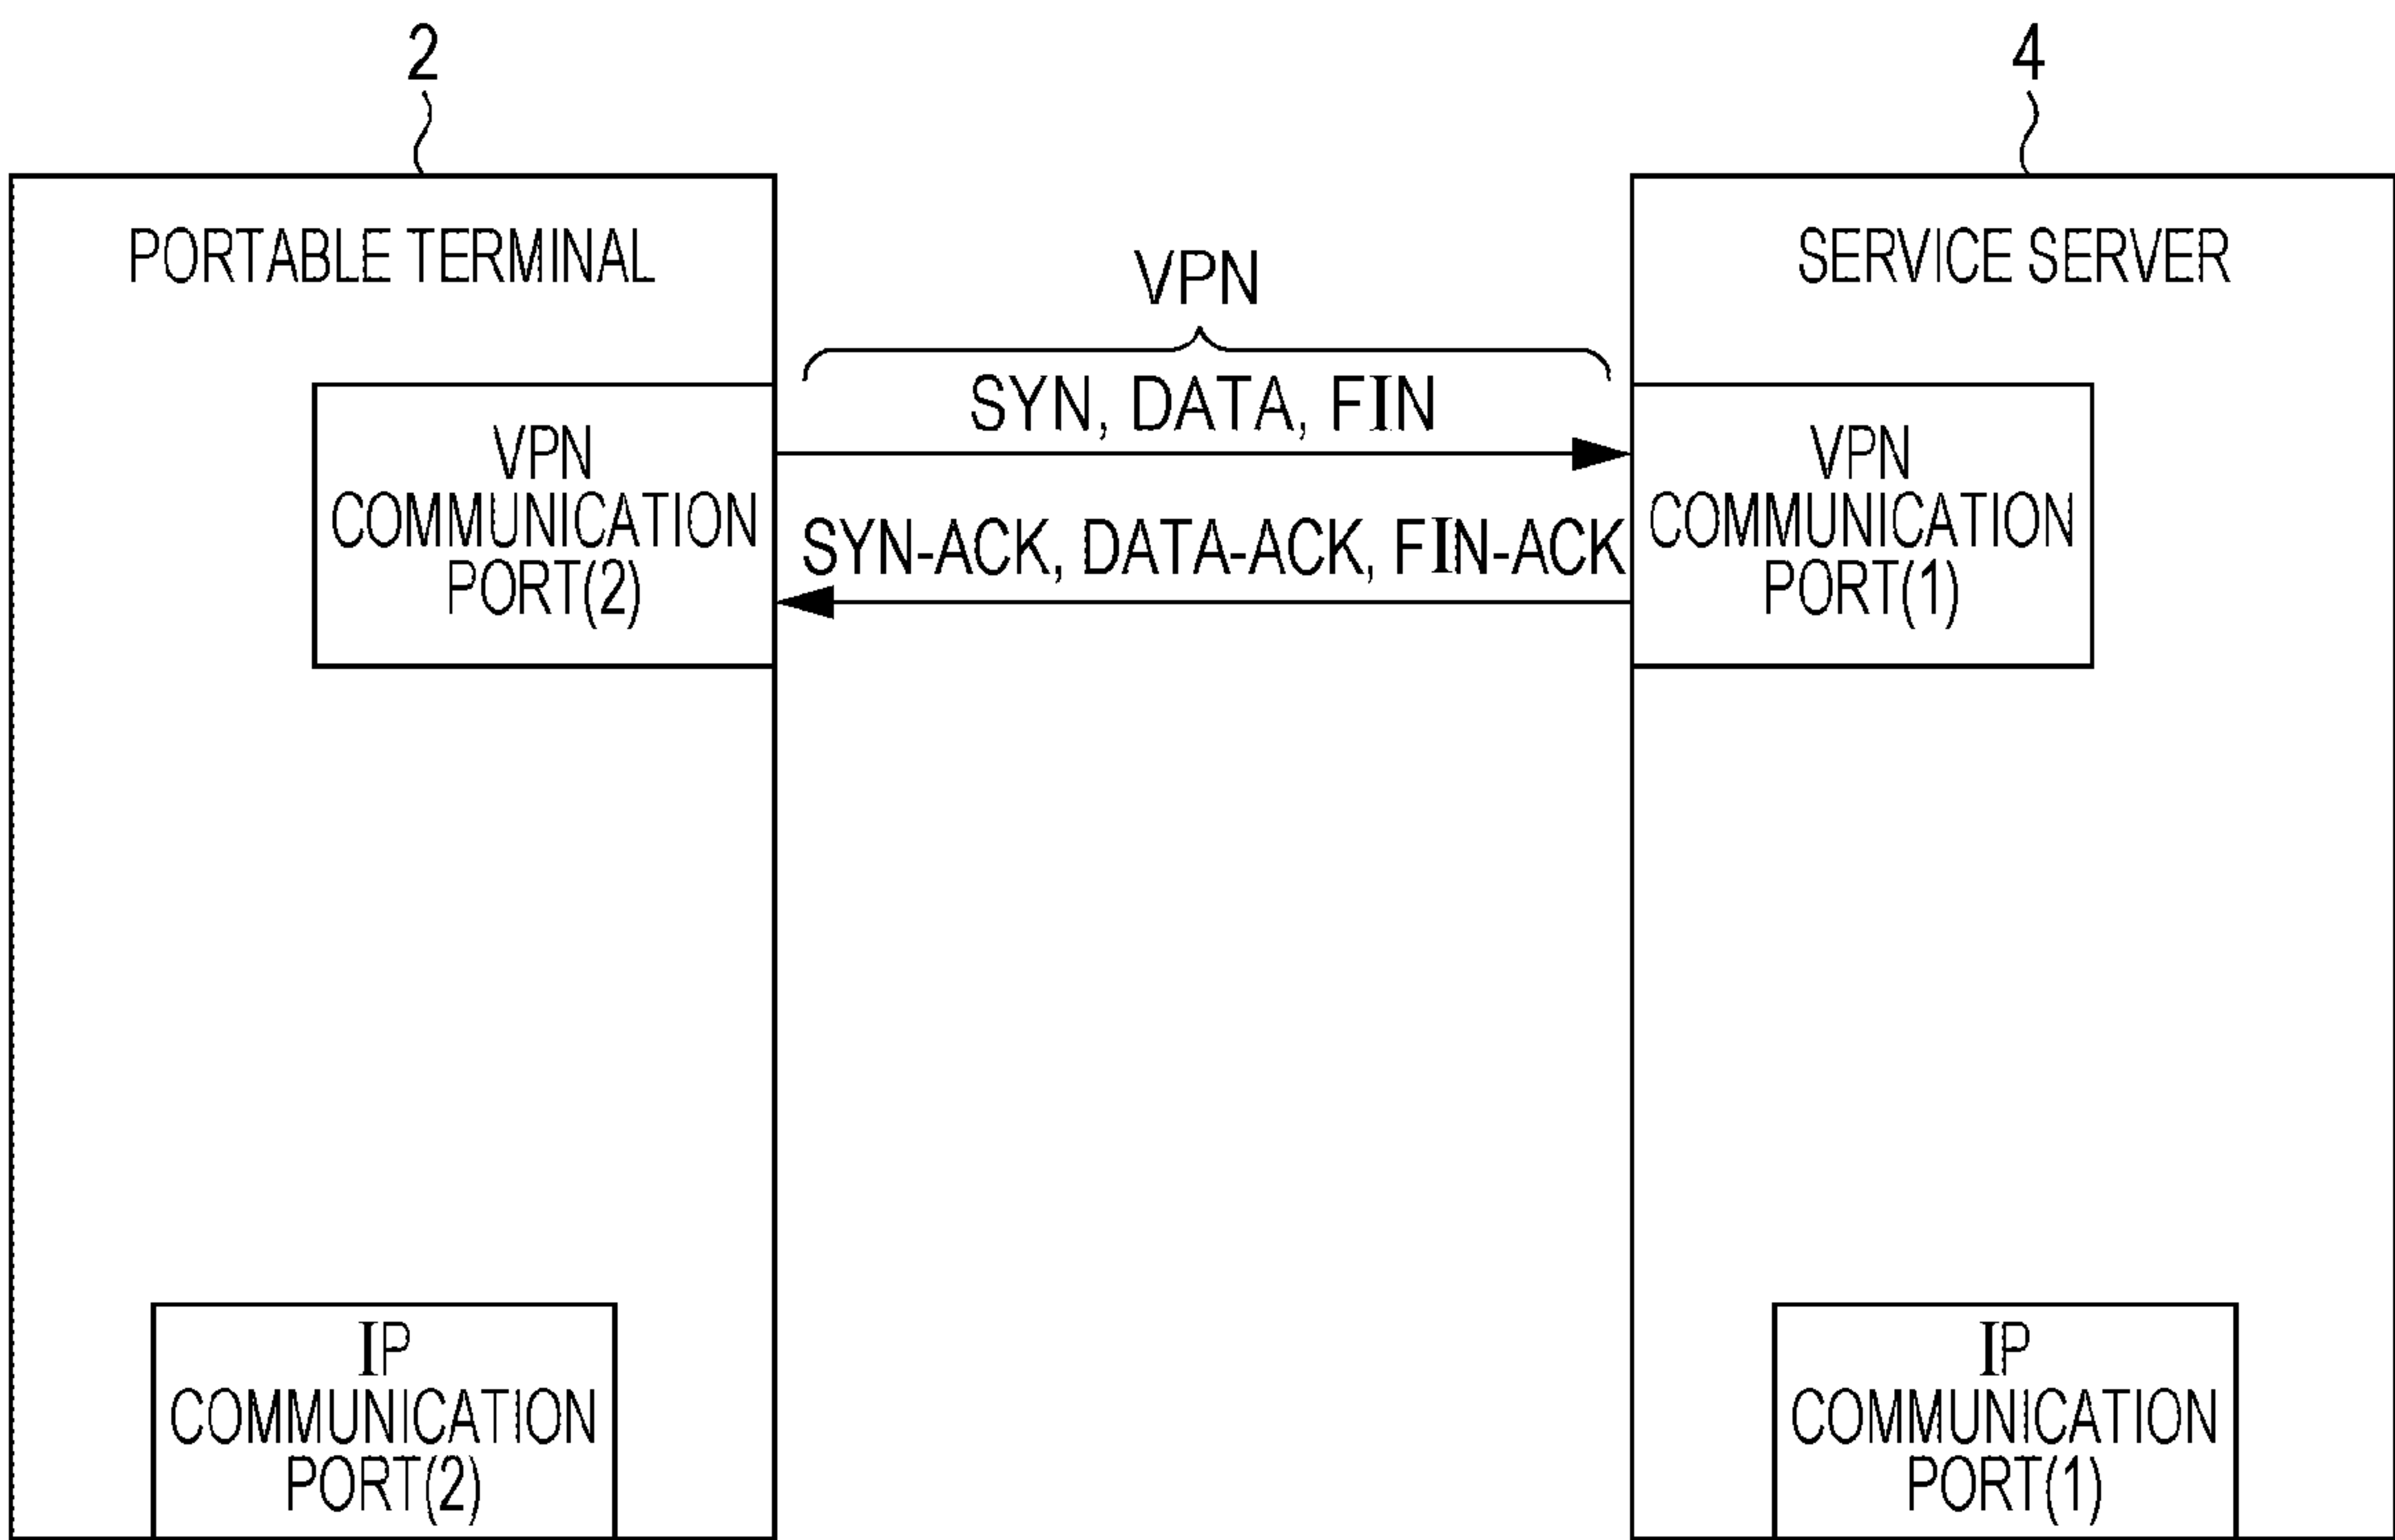 2
4
PORTABLE TERMINAL
SERVICE SERVER
VPN
SYN, DATA, FIN
VPN
COMMUNICATION
PORT(2)
SYN-ACK, DATA-ACK, FIN-ACK
VPN
COMMUNICATION
PORT(1)
IP
COMMUNICATION
PORT(2)
IP
COMMUNICATION
PORT(1)